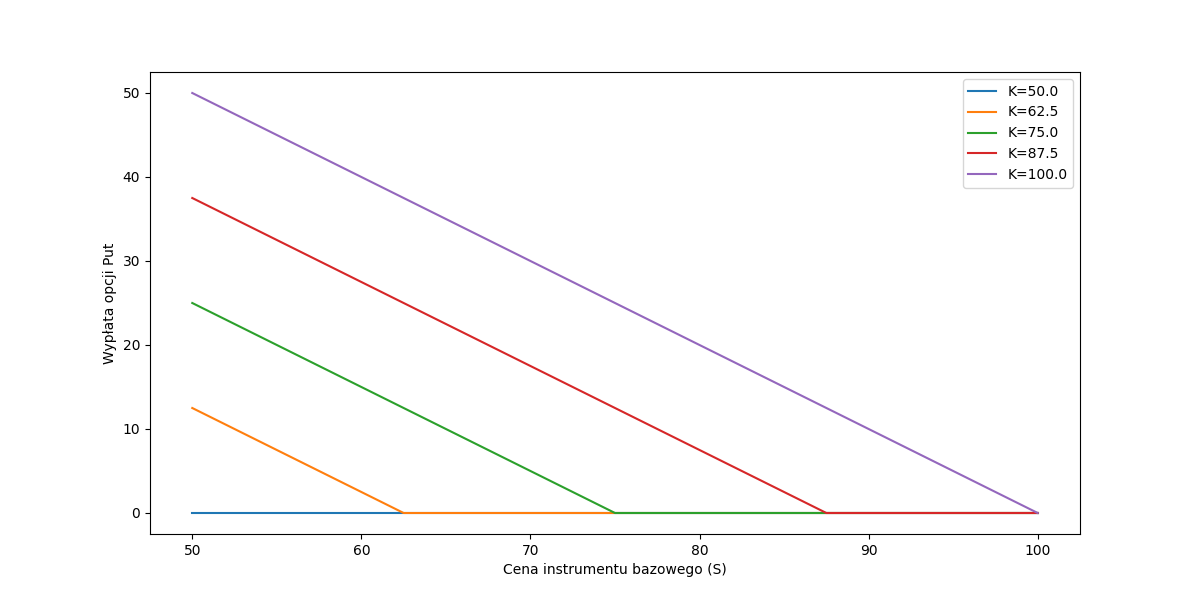 50
40
30
20
10
0
Wypłata opcji Put
K=50.0
K=62.5
K=75.0
K=87.5
K=100.0
50 60 70 80 90 100
Cena instrumentu bazowego (S)